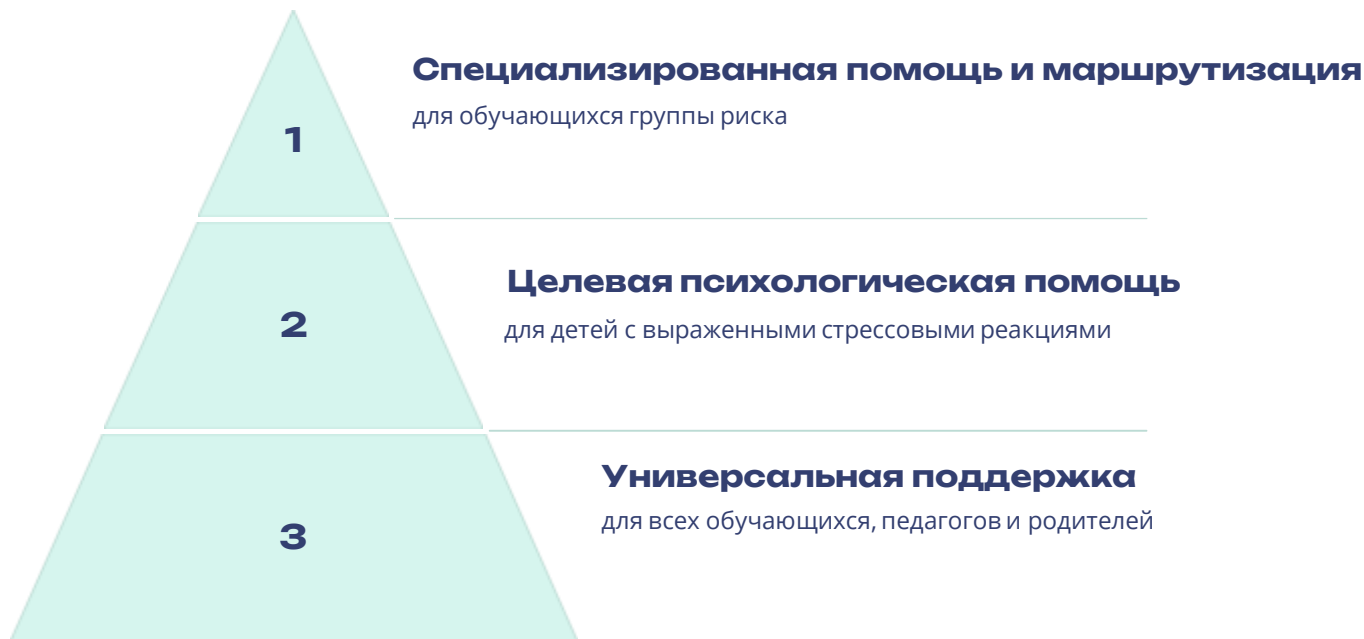 Специализированная помощь и маршрутизация
для обучающихся группы риска
1
Целевая психологическая помощь
2
для детей с выраженными стрессовыми реакциями
Универсальная поддержка
для всех обучающихся, педагогов и родителей
3